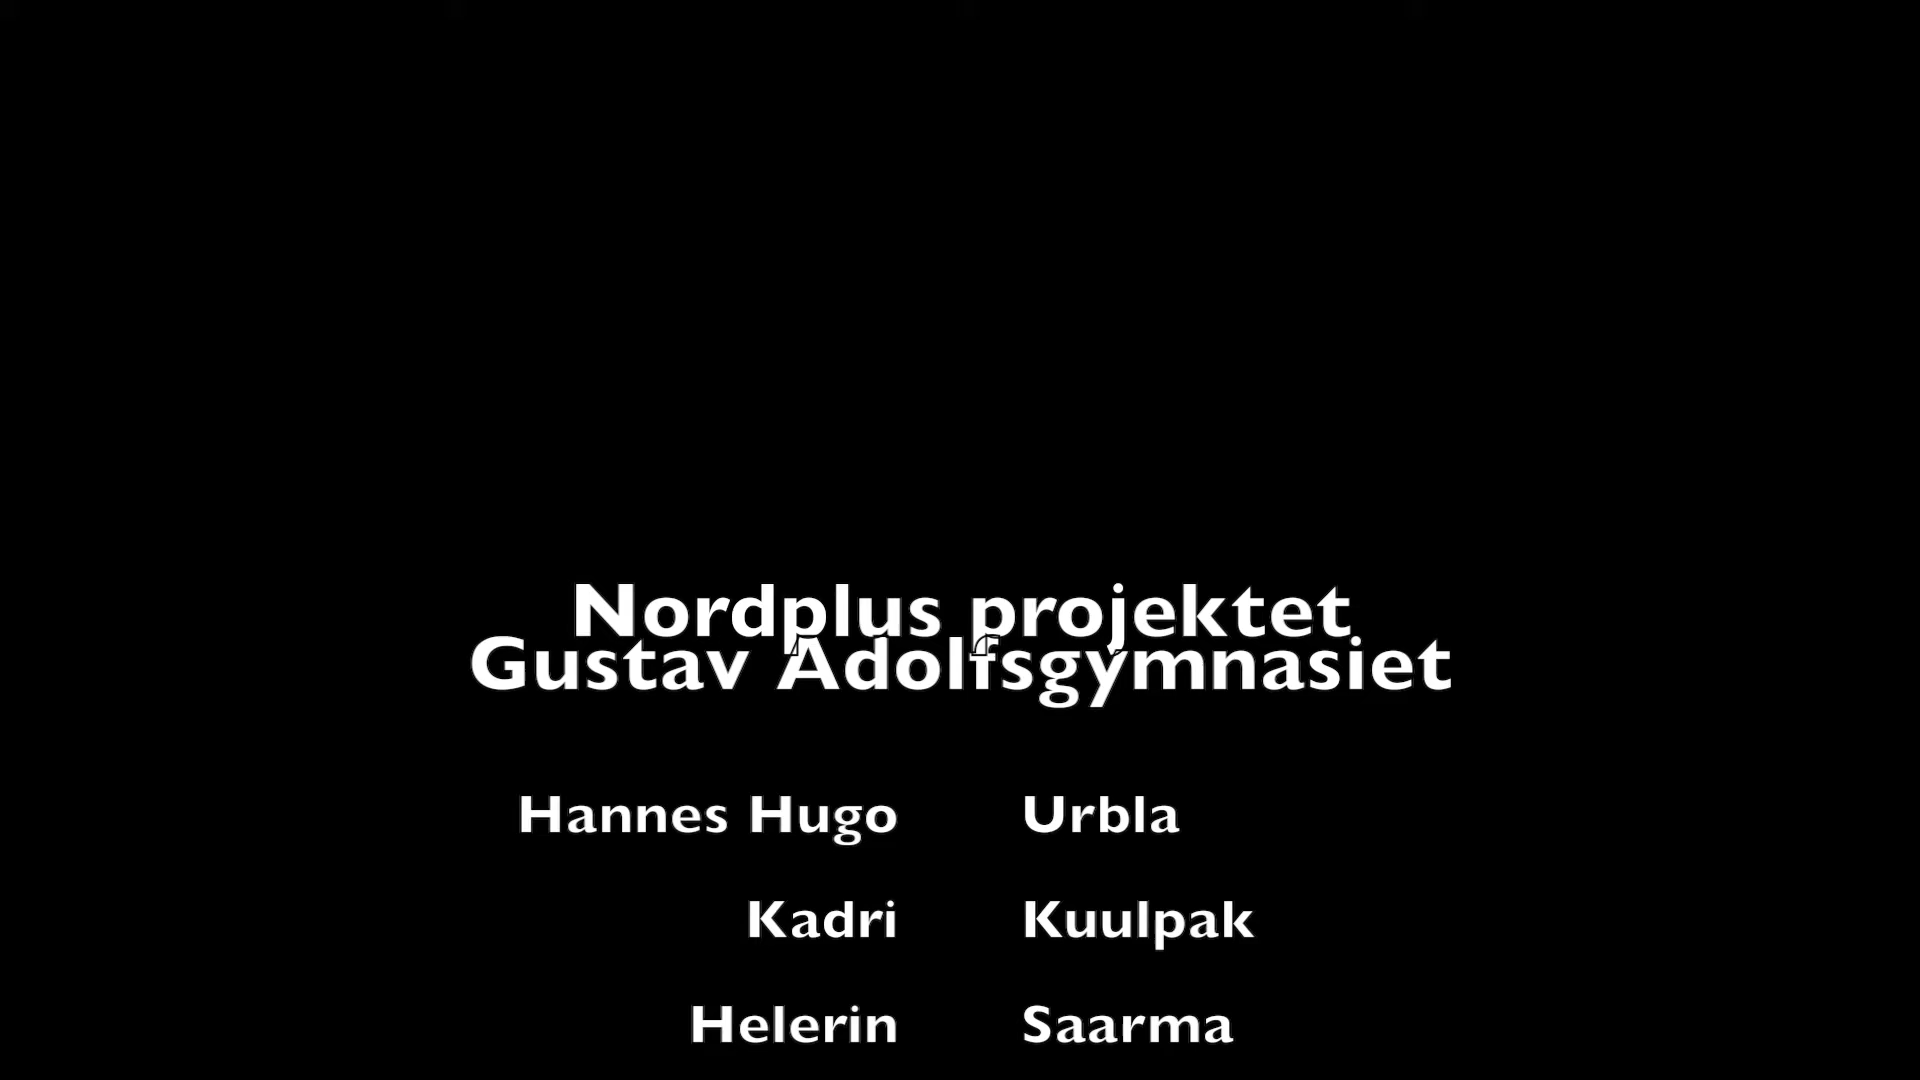 Nordplus projektet
Gustav Adolfsgymnasiet
Hannes Hugo Urbla
Kadri Kuulpak
Helerin Saarma